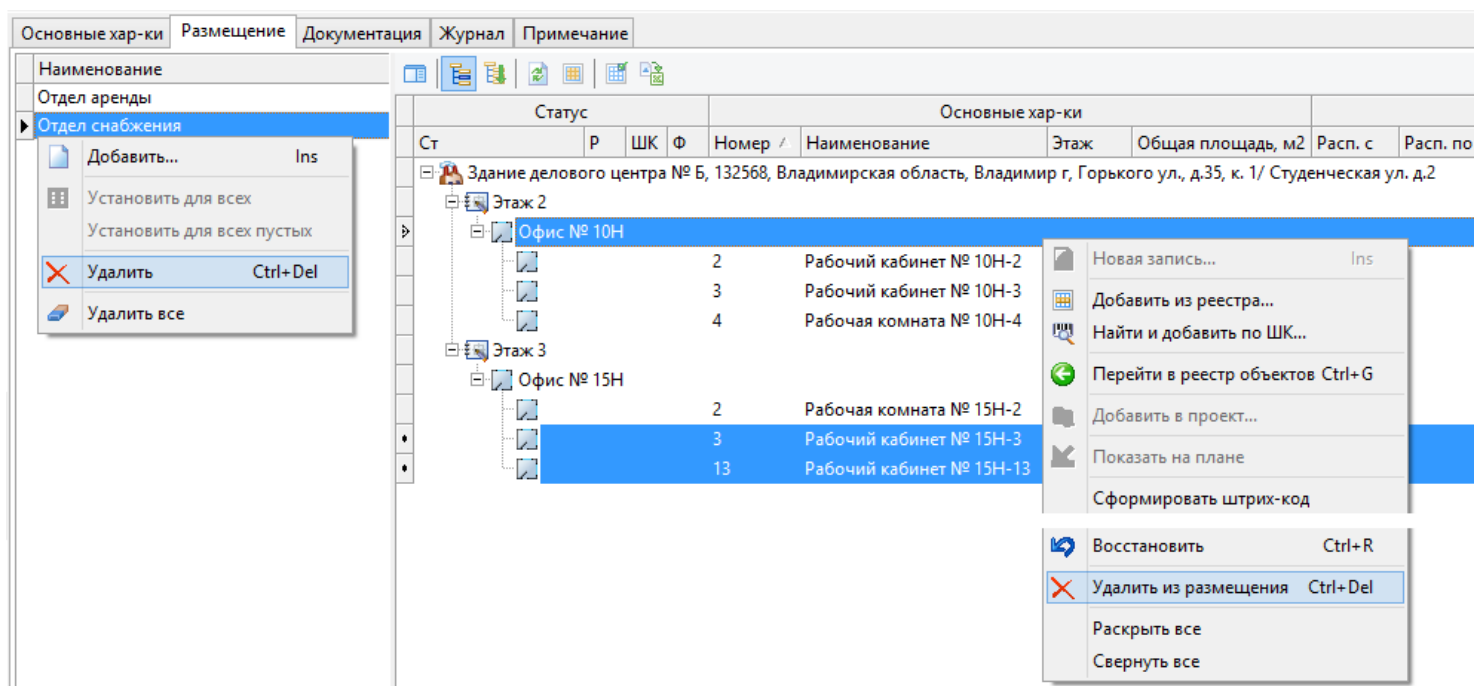 Основные хар-ки Размещение Документация Журнал Примечание
Наименование
Отдел аренды
Отдел снабжения
Добавить... Ins
Установить для всех
Установить для всех пустых
Удалить Ctrl+Del
Удалить все
Статус Основные хар-ки
Ст Р ШК Ф Номер Наименование Этаж Общая площадь, м2 Расп. с Расп. по
Здание делового центра № Б, 132568, Владимирская область, Владимир г, Горького ул., д.35, к. 1/ Студенческая ул. д.2
Этаж 2
Офис № 10Н
2 Рабочий кабинет № 10Н-2
3 Рабочий кабинет № 10Н-3
4 Рабочая комната № 10Н-4
Этаж 3
Офис № 15Н
2 Рабочая комната № 15Н-2
3 Рабочий кабинет № 15Н-3
13 Рабочий кабинет № 15Н-13
Новая запись... Ins
Добавить из реестра...
Найти и добавить по ШК...
Перейти в реестр объектов Ctrl+G
Добавить в проект...
Показать на плане
Сформировать штрих-код
Восстановить Ctrl+R
Удалить из размещения Ctrl+Del
Раскрыть все
Свернуть все